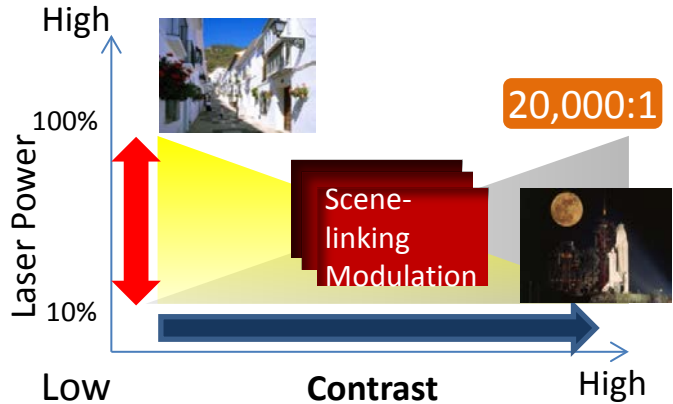 High
100%
20,000:1
Laser Power
Scene-
linking
Modulation
10%
Low
Contrast
High